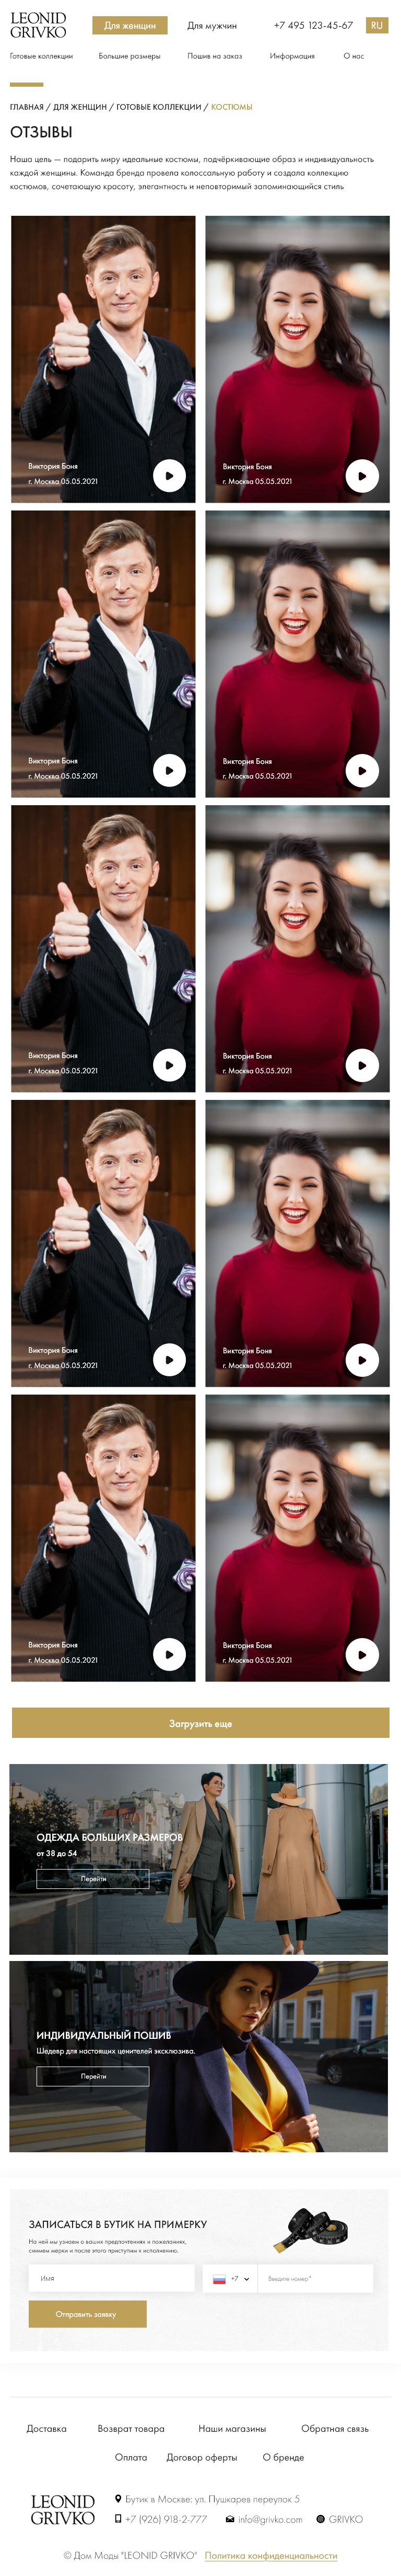 LEONID
GRIVKO
Для женщин
Для мужчин
+7 495 123-45-67
RU
Готовые коллекции
Большие размеры
Пошив на заказ
Информация
О нас
ГЛАВНАЯ / ДЛЯ ЖЕНЩИН / ГОТОВЫЕ КОЛЛЕКЦИИ / КОСТЮМЫ
ОТЗЫВЫ
Наша цель — подарить миру идеальные костюмы, подчёркивающие образ и индивидуальность
каждой женщины. Команда бренда провела колоссальную работу и создала коллекцию
костюмов, сочетающую красоту, элегантность и неповторимый запоминающийся стиль
Виктория Боня
г. Москва 05.05.2021
Виктория Боня
г. Москва 05.05.2021
Виктория Боня
г. Москва 05.05.2021
Виктория Боня
г. Москва 05.05.2021
Виктория Боня
г. Москва 05.05.2021
Виктория Боня
г. Москва 05.05.2021
Виктория Боня
г. Москва 05.05.2021
Виктория Боня
г. Москва 05.05.2021
Виктория Боня
г. Москва 05.05.2021
Виктория Боня
г. Москва 05.05.2021
Загрузить еще
ОДЕЖДА БОЛЬШИХ РАЗМЕРОВ
от 38 до 54
Перейти
ИНДИВИДУАЛЬНЫЙ ПОШИВ
Шедевр для настоящих ценителей эксклюзива.
Перейти
ЗАПИСАТЬСЯ В БУТИК НА ПРИМЕРКУ
На ней мы узнаем о ваших предпочтениях и пожеланиях,
снимем мерки и после этого приступим к исполнению.
Имя
+7
Введите номер*
Отправить заявку
Доставка
Возврат товара
Наши магазины
Обратная связь
Оплата
Договор оферты
О бренде
LEONID
GRIVKO
Бутик в Москве: ул. Пушкарев переулок 5
+7 (926) 918-2-777
info@grivko.com
GRIVKO
© Дом Моды "LEONID GRIVKO"
Политика конфиденциальности